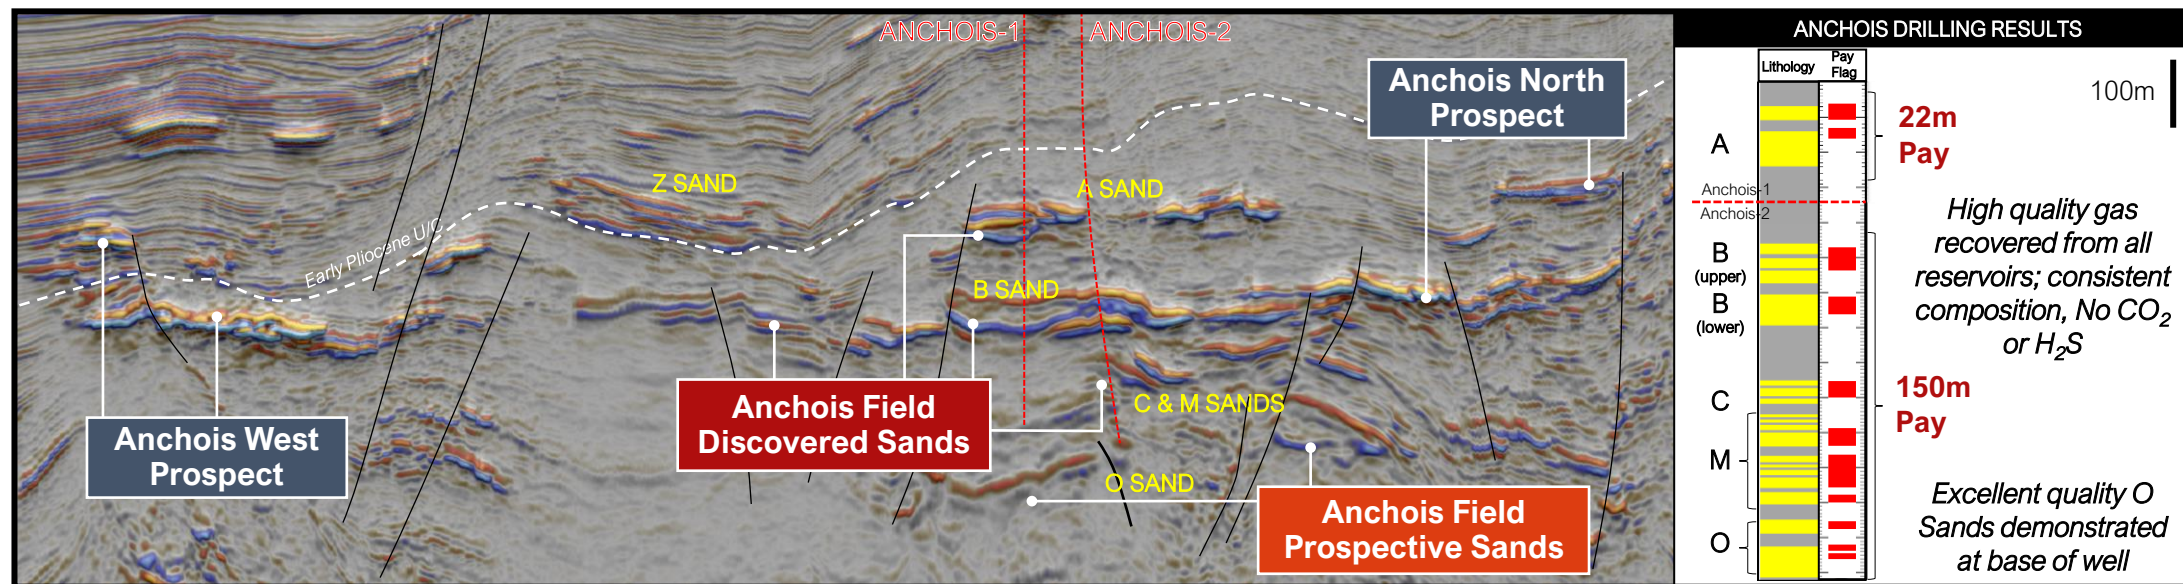 ANCHOIS-1
ANCHOIS-2
Anchois North
Prospect
Z SAND
A SAND
Early Pliocene U/C
B SAND
C & M SANDS
O SAND
Anchois West
Prospect
Anchois Field
Discovered Sands
Anchois Field
Prospective Sands
ANCHOIS DRILLING RESULTS
Lithology
Pay
Flag
100m
A
22m
Pay
Anchois-1
Anchois-2
B
(upper)
B
(lower)
C
M
O
High quality gas
recovered from all
reservoirs; consistent
composition, No CO₂
or H₂S
150m
Pay
Excellent quality O
Sands demonstrated
at base of well